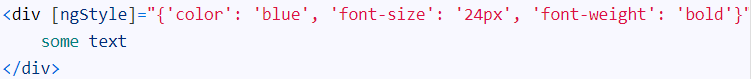 <div [ngStyle]="{'color': 'blue', 'font-size': '24px', 'font-weight': 'bold'}"
some text
</div>